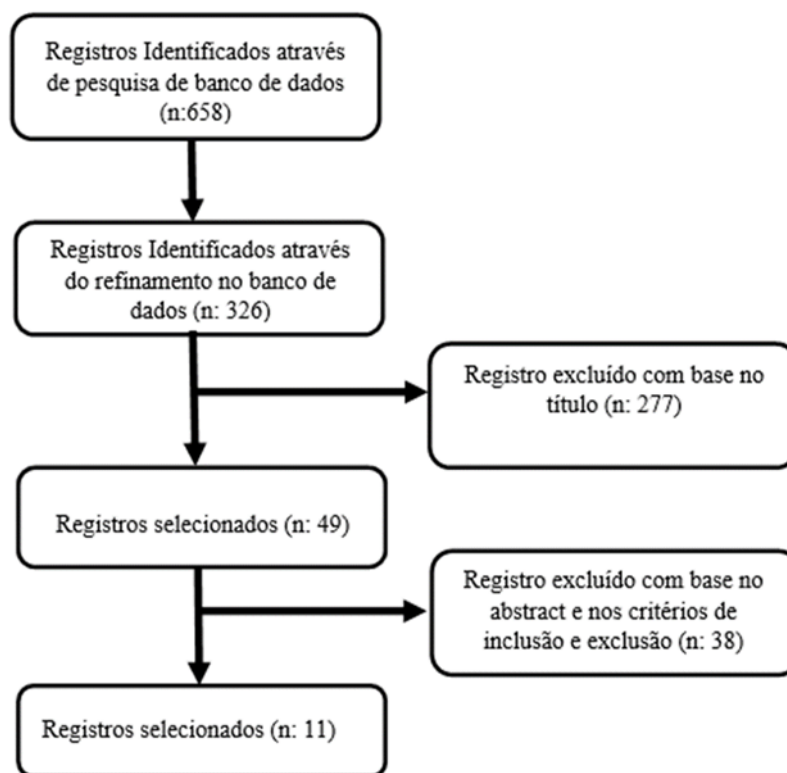 Registros Identificados através
de pesquisa de banco de dados
(n:658)
Registros Identificados através
do refinamento no banco de
dados (n: 326)
Registro excluído com base no
título (n: 277)
Registros selecionados (n: 49)
Registro excluído com base no
abstract e nos critérios de
inclusão e exclusão (n: 38)
Registros selecionados (n: 11)